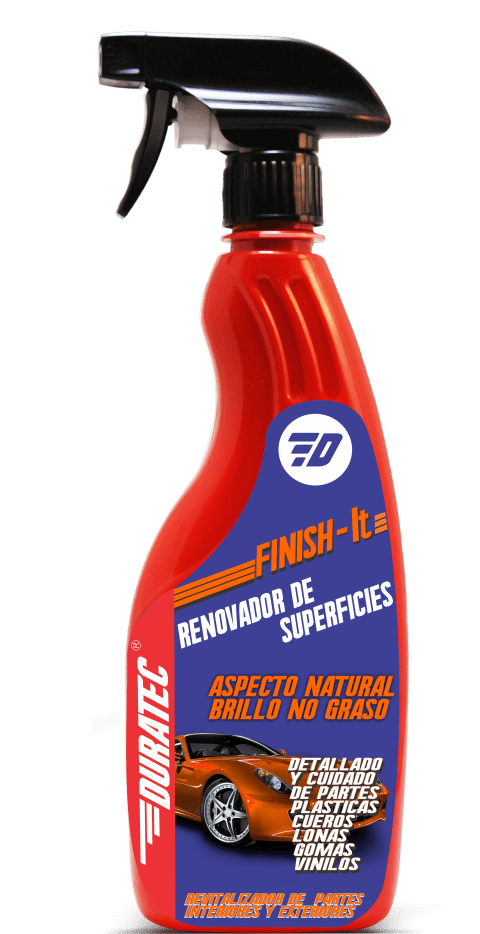 D
FINISH-It
RENOVADOR DE
SUPERFICIES
ASPECTO NATURAL
BRILLO NO GRASO
DURATEC®
DETALLADO
Y CUIDADO
DE PARTES
PLASTICAS
CUEROS
LONAS
GOMAS
VINILOS
REVITALIZADOR DE PARTES
INTERIORES Y EXTERIORES